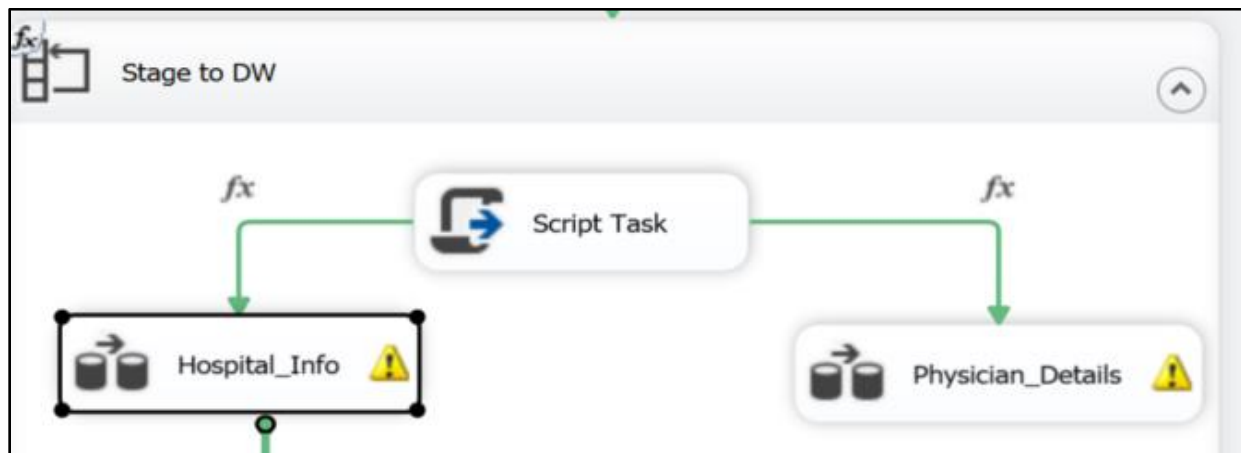 fx
Stage to DW
fx
fx
Script Task
Hospital_Info
Physician_Details